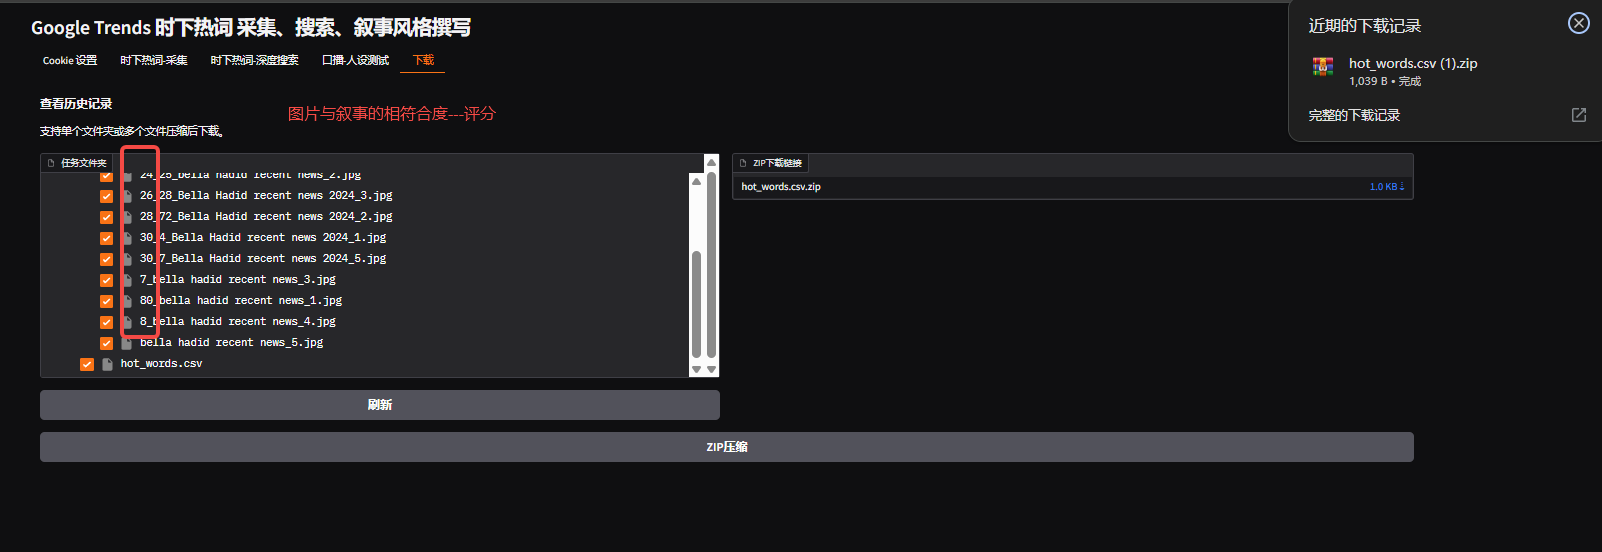 Google Trends 时下热词 采集、搜索、叙事风格撰写
Cookie 设置
时下热词-采集
时下热词-深度搜索
口播-人设测试
下载
近期的下载记录
hot_words.csv (1).zip
1,039 B • 完成
完整的下载记录
查看历史记录
图片与叙事的相符合度---评分
支持单个文件夹或多个文件压缩后下载。
任务文件夹
24_25_bella hadid recent news_2.jpg
26_28_Bella Hadid recent news 2024_3.jpg
28_72_Bella Hadid recent news 2024_2.jpg
30_4_Bella Hadid recent news 2024_1.jpg
30_7_Bella Hadid recent news 2024_5.jpg
7_bella hadid recent news_3.jpg
80_bella hadid recent news_1.jpg
8_bella hadid recent news_4.jpg
bella hadid recent news_5.jpg
hot_words.csv
ZIP下载链接
hot_words.csv.zip
1.0 KB ⇣
刷新
ZIP压缩